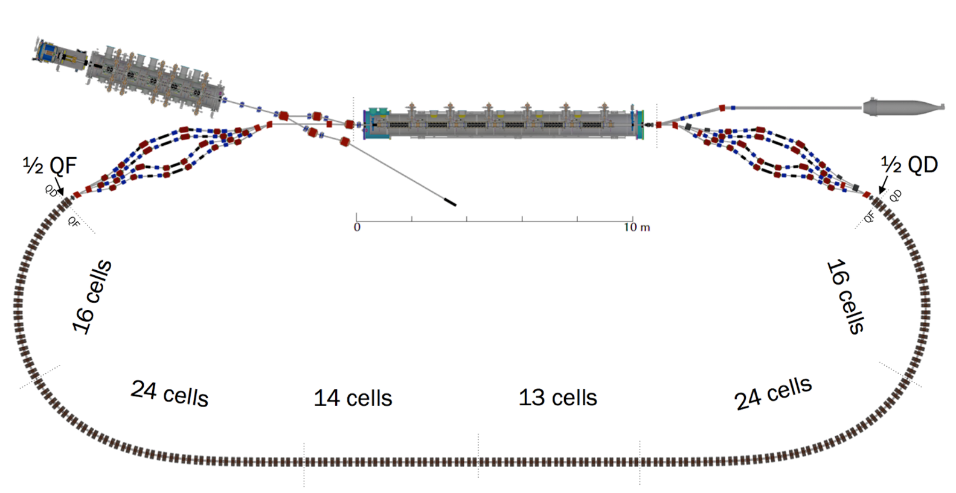 ½ QF
½ QD
QD
QD
QF
QF
0
10 m
16 cells
16 cells
24 cells
14 cells
13 cells
24 cells